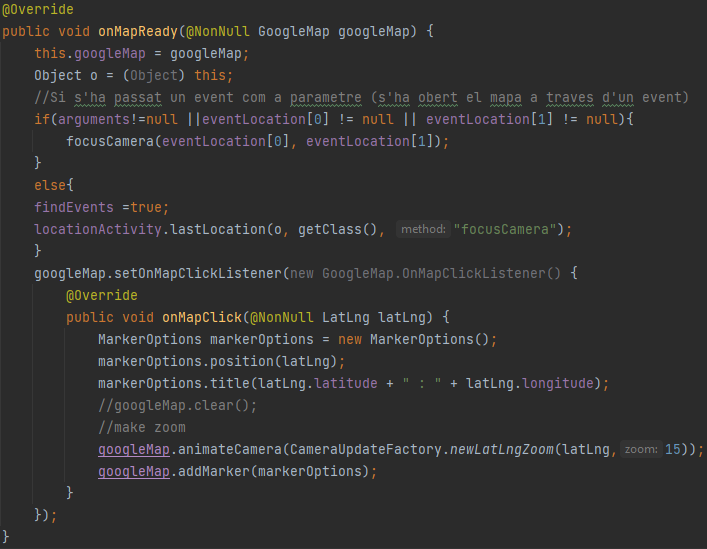 @Override
public void onMapReady(@NonNull GoogleMap googleMap) {
    this.googleMap = googleMap;
    Object o = (Object) this;
    //Si s'ha passat un event com a parametre (s'ha obert el mapa a traves d'un event)
    if(arguments!=null ||eventLocation[0] != null || eventLocation[1] != null){
        focusCamera(eventLocation[0], eventLocation[1]);
    }
    else{
    findEvents =true;
    locationActivity.lastLocation(o, getClass(), method: "focusCamera");
    }
    googleMap.setOnMapClickListener(new GoogleMap.OnMapClickListener() {
        @Override
        public void onMapClick(@NonNull LatLng latLng) {
            MarkerOptions markerOptions = new MarkerOptions();
            markerOptions.position(latLng);
            markerOptions.title(latLng.latitude + " : " + latLng.longitude);
            //googleMap.clear();
            //make zoom
            googleMap.animateCamera(CameraUpdateFactory.newLatLngZoom(latLng, zoom: 15));
            googleMap.addMarker(markerOptions);
        }
    });
}